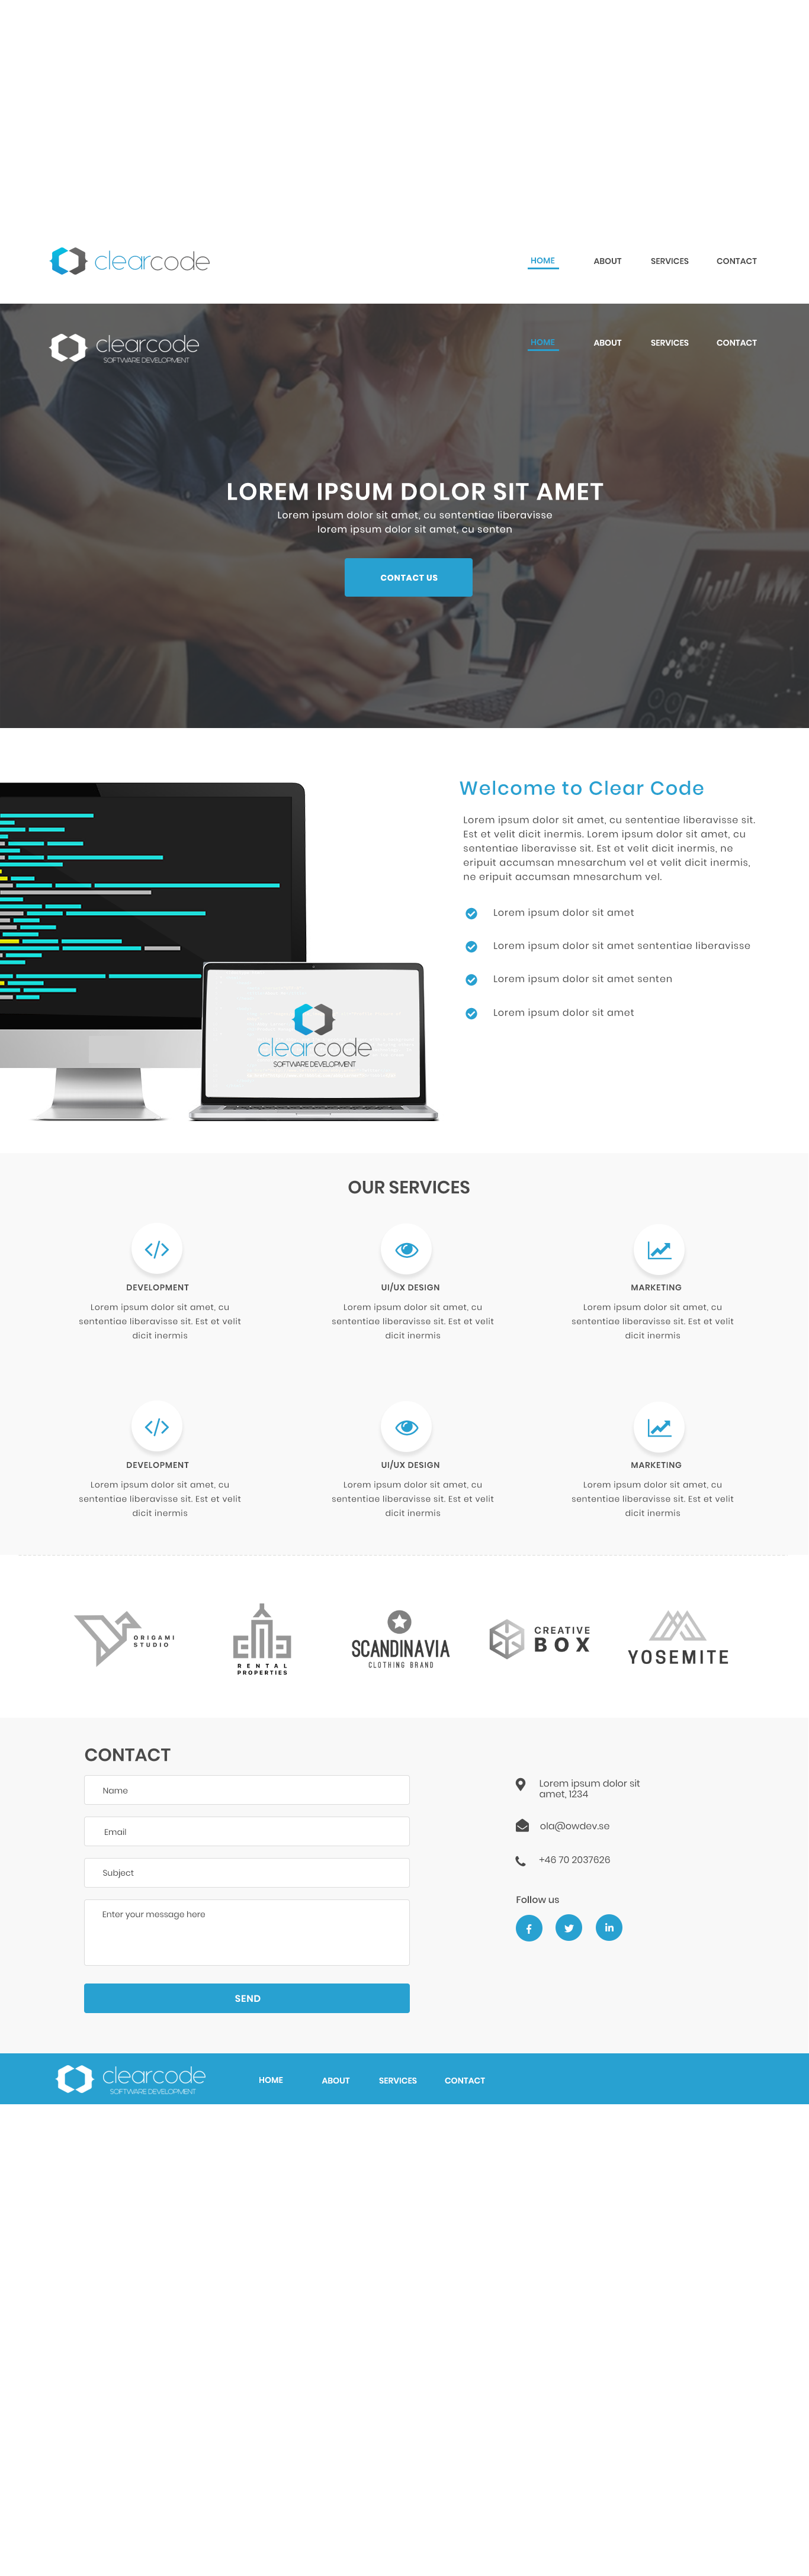 clearcode
HOME ABOUT SERVICES CONTACT
clearcode
SOFTWARE DEVELOPMENT
HOME ABOUT SERVICES CONTACT
LOREM IPSUM DOLOR SIT AMET
Lorem ipsum dolor sit amet, cu sententiae liberavisse
lorem ipsum dolor sit amet, cu senten
CONTACT US
clearcode
SOFTWARE DEVELOPMENT
Welcome to Clear Code
Lorem ipsum dolor sit amet, cu sententiae liberavisse sit.
Est et velit dicit inermis. Lorem ipsum dolor sit amet, cu
sententiae liberavisse sit. Est et velit dicit inermis, ne
eripuit accumsan mnesarchum vel et velit dicit inermis,
ne eripuit accumsan mnesarchum vel.
Lorem ipsum dolor sit amet
Lorem ipsum dolor sit amet sententiae liberavisse
Lorem ipsum dolor sit amet senten
Lorem ipsum dolor sit amet
OUR SERVICES
DEVELOPMENT
Lorem ipsum dolor sit amet, cu
sententiae liberavisse sit. Est et velit
dicit inermis
UI/UX DESIGN
Lorem ipsum dolor sit amet, cu
sententiae liberavisse sit. Est et velit
dicit inermis
MARKETING
Lorem ipsum dolor sit amet, cu
sententiae liberavisse sit. Est et velit
dicit inermis
DEVELOPMENT
Lorem ipsum dolor sit amet, cu
sententiae liberavisse sit. Est et velit
dicit inermis
UI/UX DESIGN
Lorem ipsum dolor sit amet, cu
sententiae liberavisse sit. Est et velit
dicit inermis
MARKETING
Lorem ipsum dolor sit amet, cu
sententiae liberavisse sit. Est et velit
dicit inermis
ORIGAMI
STUDIO
RENTAL
PROPERTIES
SCANDINAVIA
CLOTHING BRAND
CREATIVE
BOX
YOSEMITE
CONTACT
Name
Email
Subject
Enter your message here
SEND
Lorem ipsum dolor sit
amet, 1234
ola@owdev.se
+46 70 2037626
Follow us
clearcode
SOFTWARE DEVELOPMENT
HOME ABOUT SERVICES CONTACT